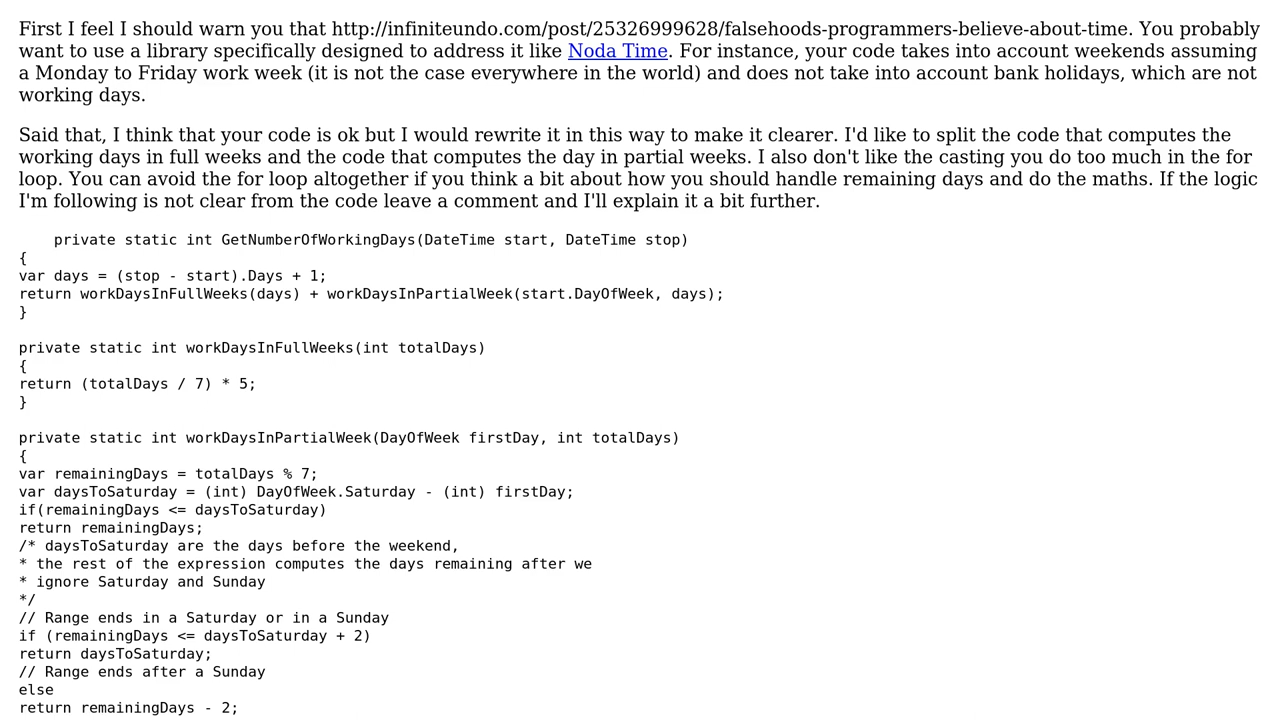 First I feel I should warn you that http://infiniteundo.com/post/25326999628/falsehoods-programmers-believe-about-time. You probably
want to use a library specifically designed to address it like Noda Time. For instance, your code takes into account weekends assuming
a Monday to Friday work week (it is not the case everywhere in the world) and does not take into account bank holidays, which are not
working days.
Said that, I think that your code is ok but I would rewrite it in this way to make it clearer. I'd like to split the code that computes the
working days in full weeks and the code that computes the day in partial weeks. I also don't like the casting you do too much in the for
loop. You can avoid the for loop altogether if you think a bit about how you should handle remaining days and do the maths. If the logic
I'm following is not clear from the code leave a comment and I'll explain it a bit further.
    private static int GetNumberOfWorkingDays(DateTime start, DateTime stop)
{
var days = (stop - start).Days + 1;
return workDaysInFullWeeks(days) + workDaysInPartialWeek(start.DayOfWeek, days);
}
private static int workDaysInFullWeeks(int totalDays)
{
return (totalDays / 7) * 5;
}
private static int workDaysInPartialWeek(DayOfWeek firstDay, int totalDays)
{
var remainingDays = totalDays % 7;
var daysToSaturday = (int) DayOfWeek.Saturday - (int) firstDay;
if(remainingDays <= daysToSaturday)
return remainingDays;
/* daysToSaturday are the days before the weekend,
* the rest of the expression computes the days remaining after we
* ignore Saturday and Sunday
*/
// Range ends in a Saturday or in a Sunday
if (remainingDays <= daysToSaturday + 2)
return daysToSaturday;
// Range ends after a Sunday
else
return remainingDays - 2;